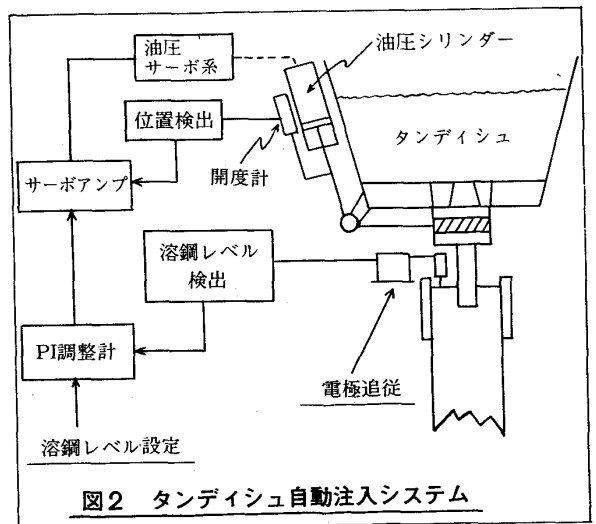 油圧
サーボ系
油圧シリンダー
位置検出
タンディシュ
開度計
サーボアンプ
溶鋼レベル
検出
PI調整計
電極追従
溶鋼レベル設定
図2 タンディシュ自動注入システム